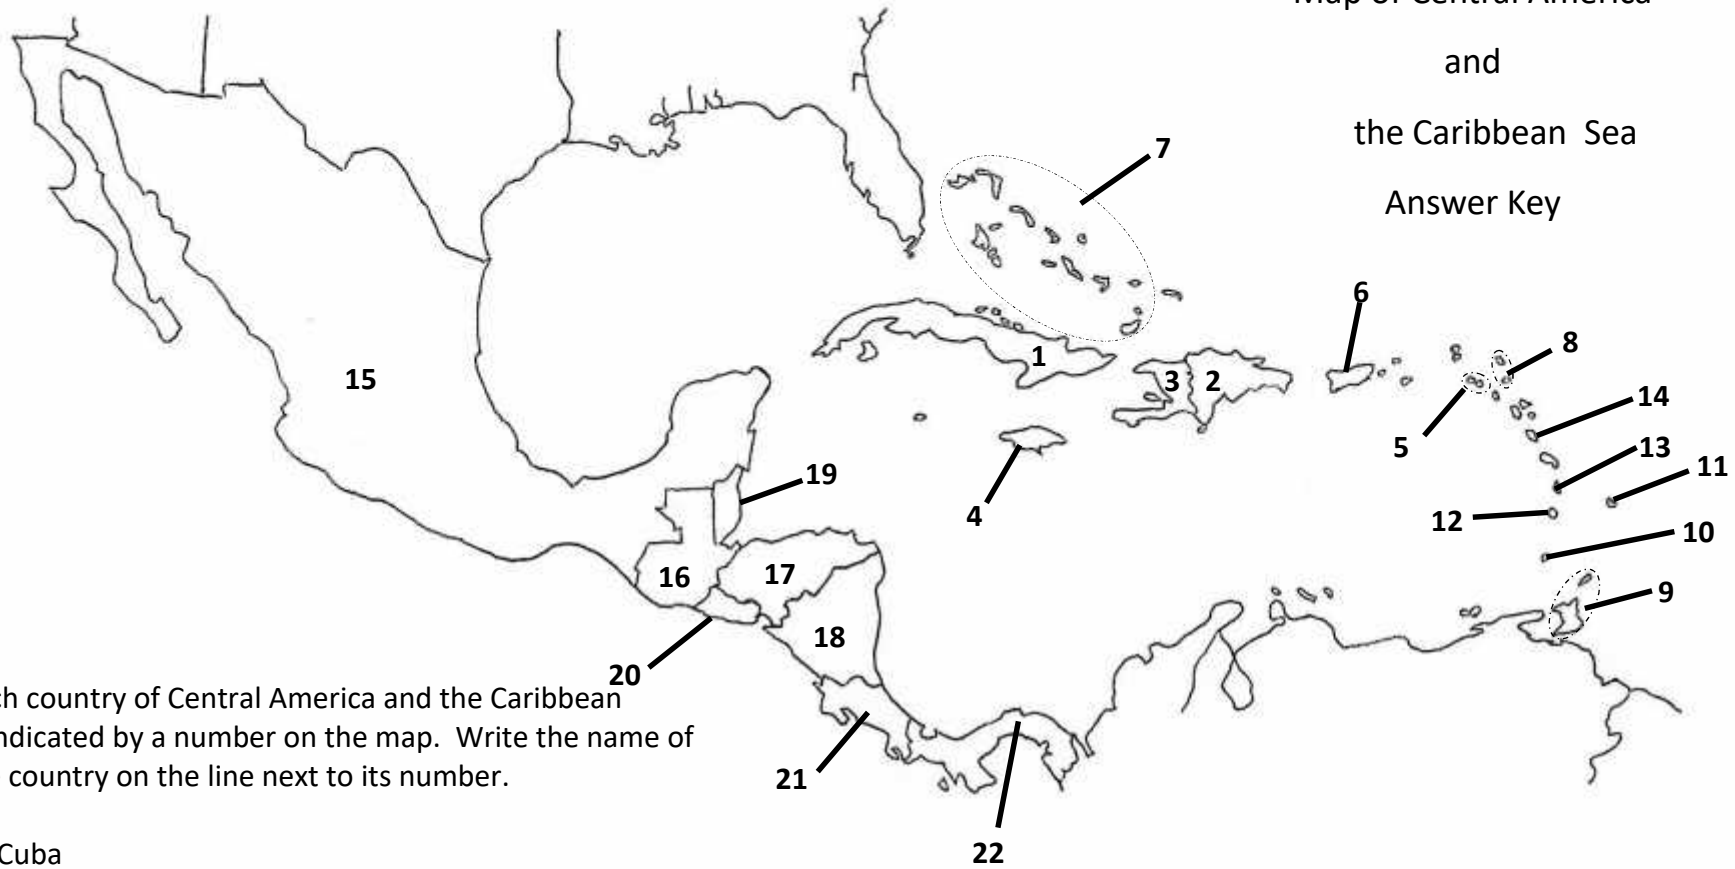 Map of Central America
and
the Caribbean Sea
Answer Key
7
6
8
1
3
2
15
14
5
13
11
19
4
12
10
16
17
9
18
20
ch country of Central America and the Caribbean
ndicated by a number on the map. Write the name of
country on the line next to its number.
21
22
Cuba